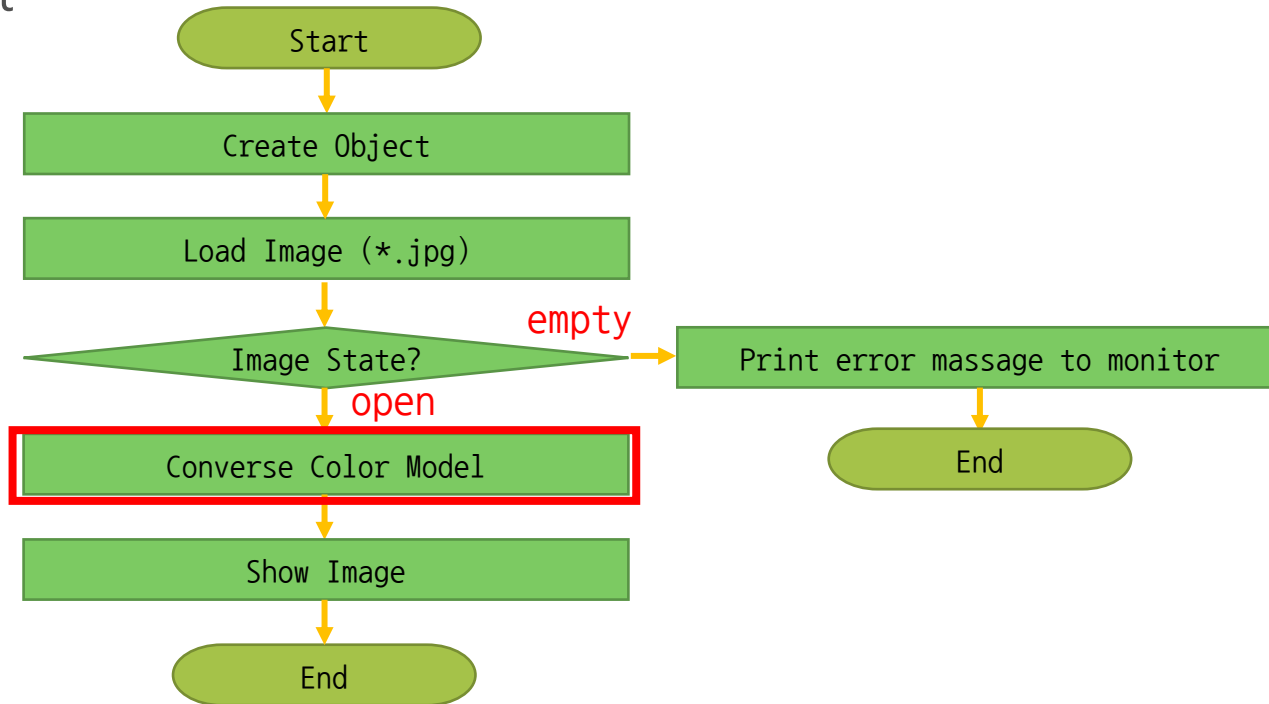 Start
Create Object
Load Image (*.jpg)
Image State?
empty
Print error massage to monitor
End
open
Converse Color Model
Show Image
End